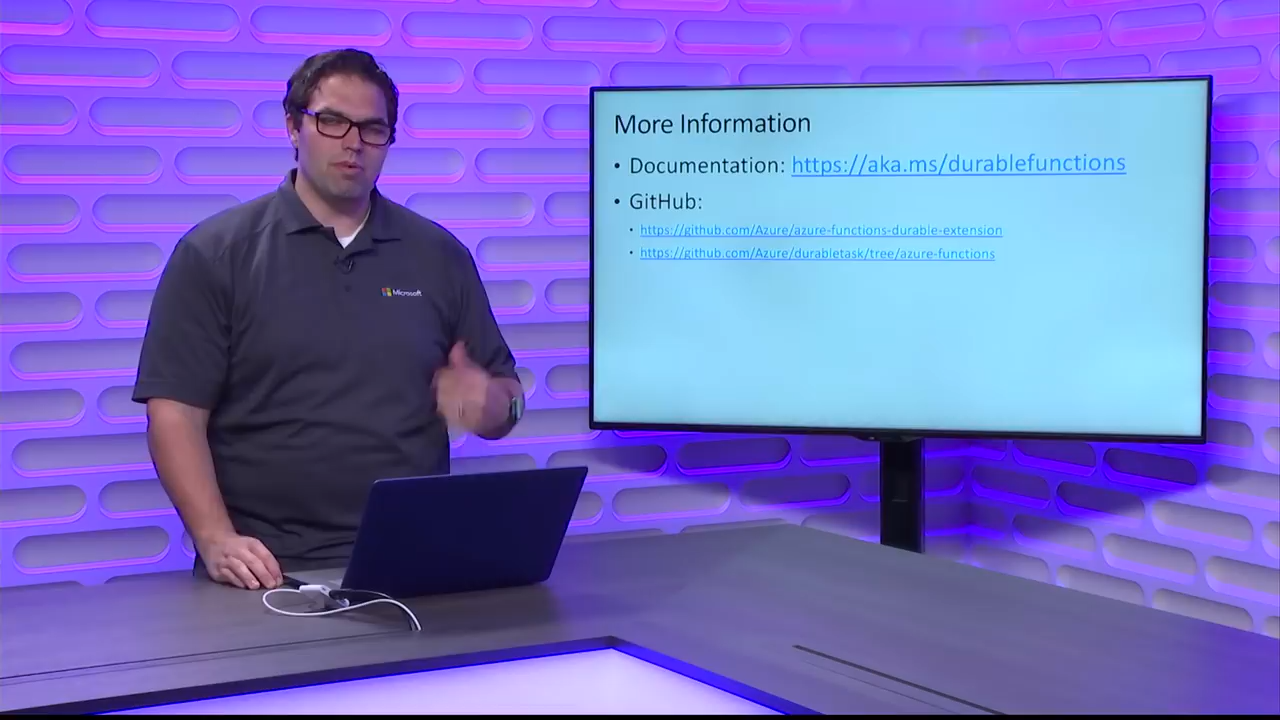 More Information
• Documentation: https://aka.ms/durablefunctions
• GitHub:
• https://github.com/Azure/azure-functions-durable-extension
• https://github.com/Azure/durabletask/tree/azure-functions
Microsoft